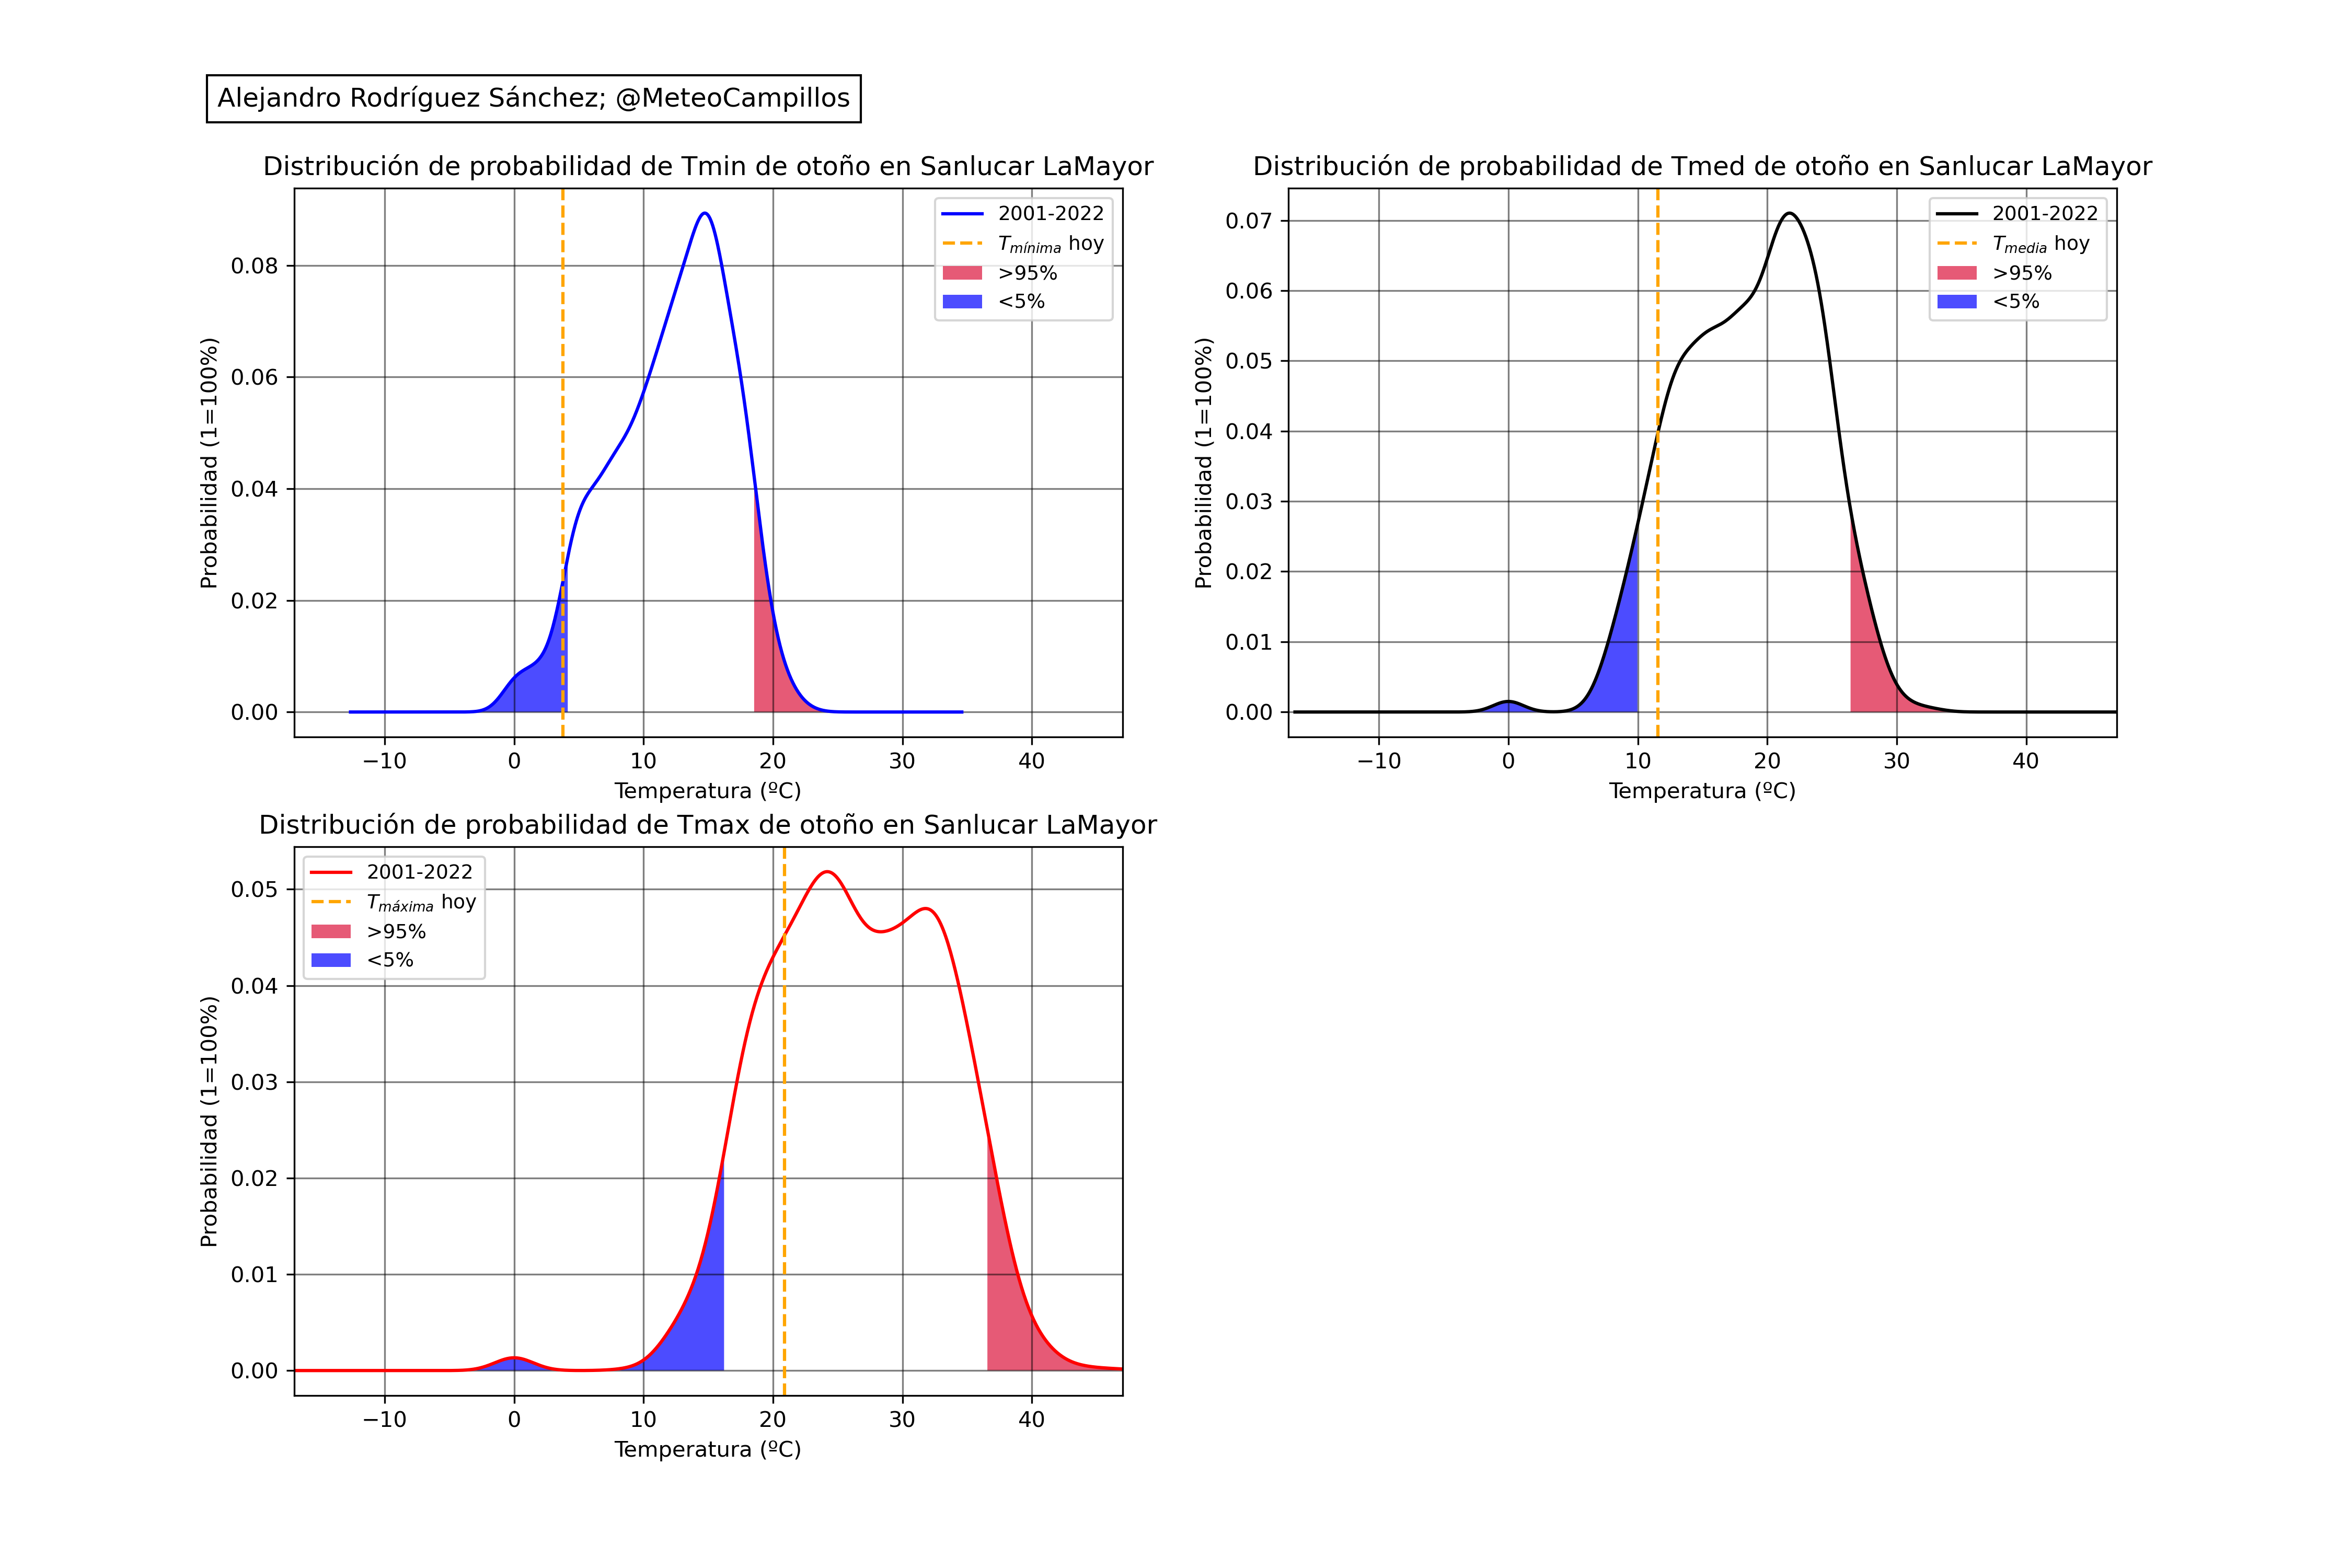 Alejandro Rodríguez Sánchez; @MeteoCampillos
Distribución de probabilidad de Tmin de otoño en Sanlucar LaMayor
Probabilidad (1=100%)
0.08
0.06
0.04
0.02
0.00
2001-2022
Tmínima hoy
>95%
<5%
−10 0 10 20 30 40
Temperatura (ºC)
Distribución de probabilidad de Tmed de otoño en Sanlucar LaMayor
Probabilidad (1=100%)
0.07
0.06
0.05
0.04
0.03
0.02
0.01
0.00
2001-2022
Tmedia hoy
>95%
<5%
−10 0 10 20 30 40
Temperatura (ºC)
Distribución de probabilidad de Tmax de otoño en Sanlucar LaMayor
Probabilidad (1=100%)
0.05
0.04
0.03
0.02
0.01
0.00
2001-2022
Tmáxima hoy
>95%
<5%
−10 0 10 20 30 40
Temperatura (ºC)